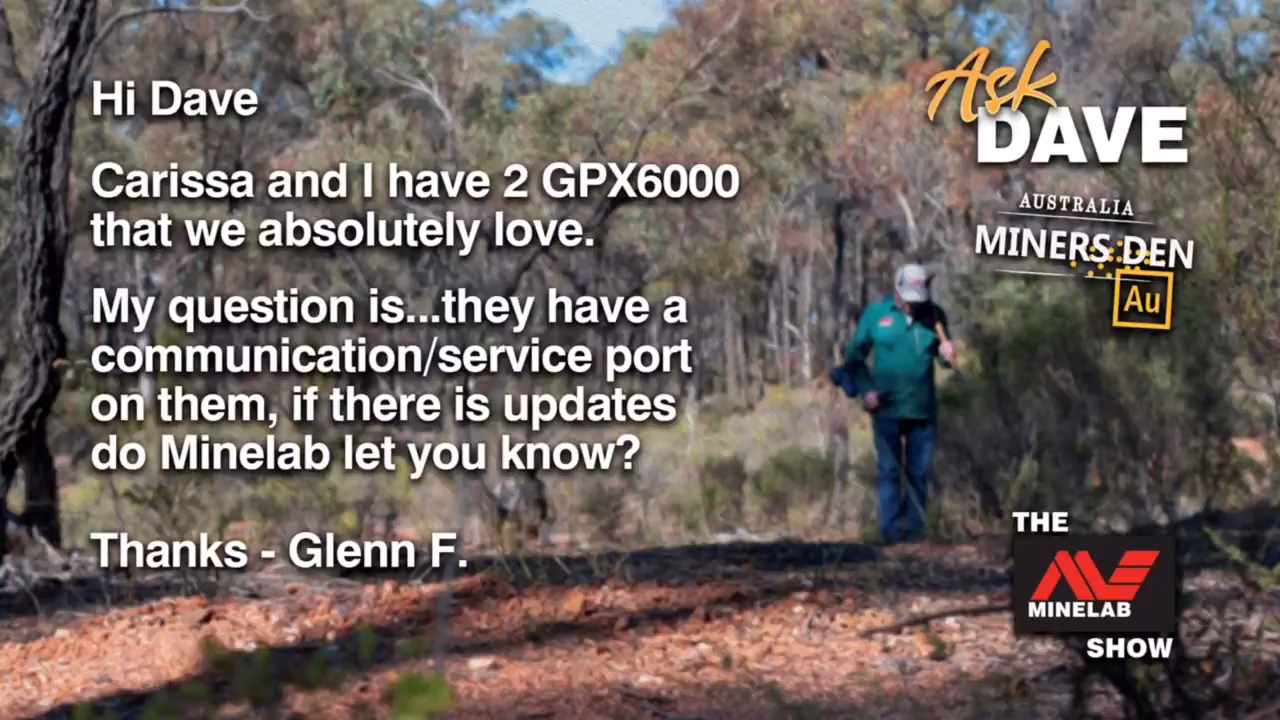 Hi Dave
Carissa and I have 2 GPX6000
that we absolutely love.
My question is...they have a
communication/service port
on them, if there is updates
do Minelab let you know?
Thanks - Glenn F.
Ask
DAVE
AUSTRALIA
MINERS DEN
Au
THE
MINELAB
SHOW